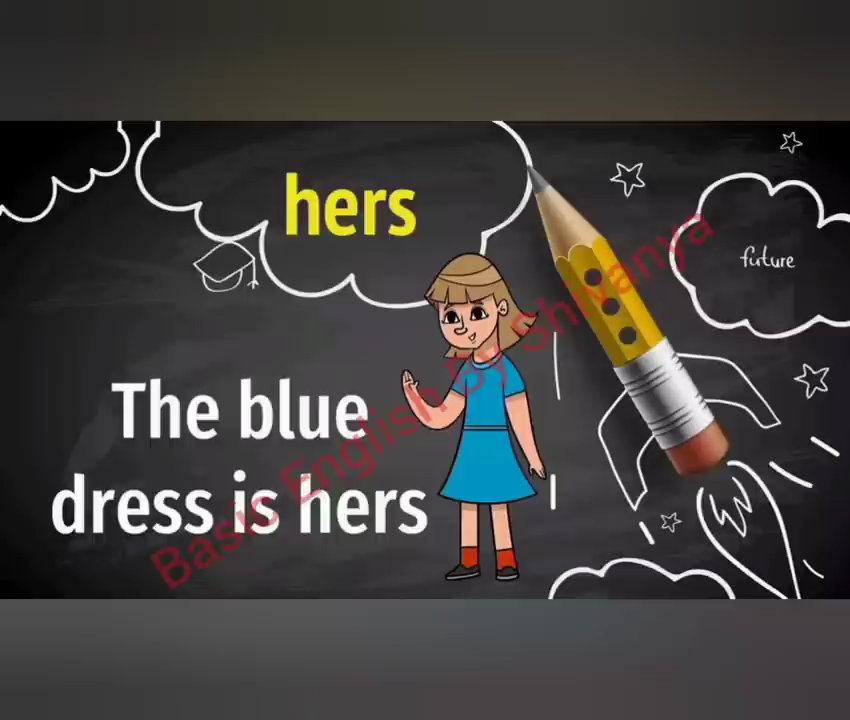 hers
future
The blue
dress is hers
Basic English By Shivanya